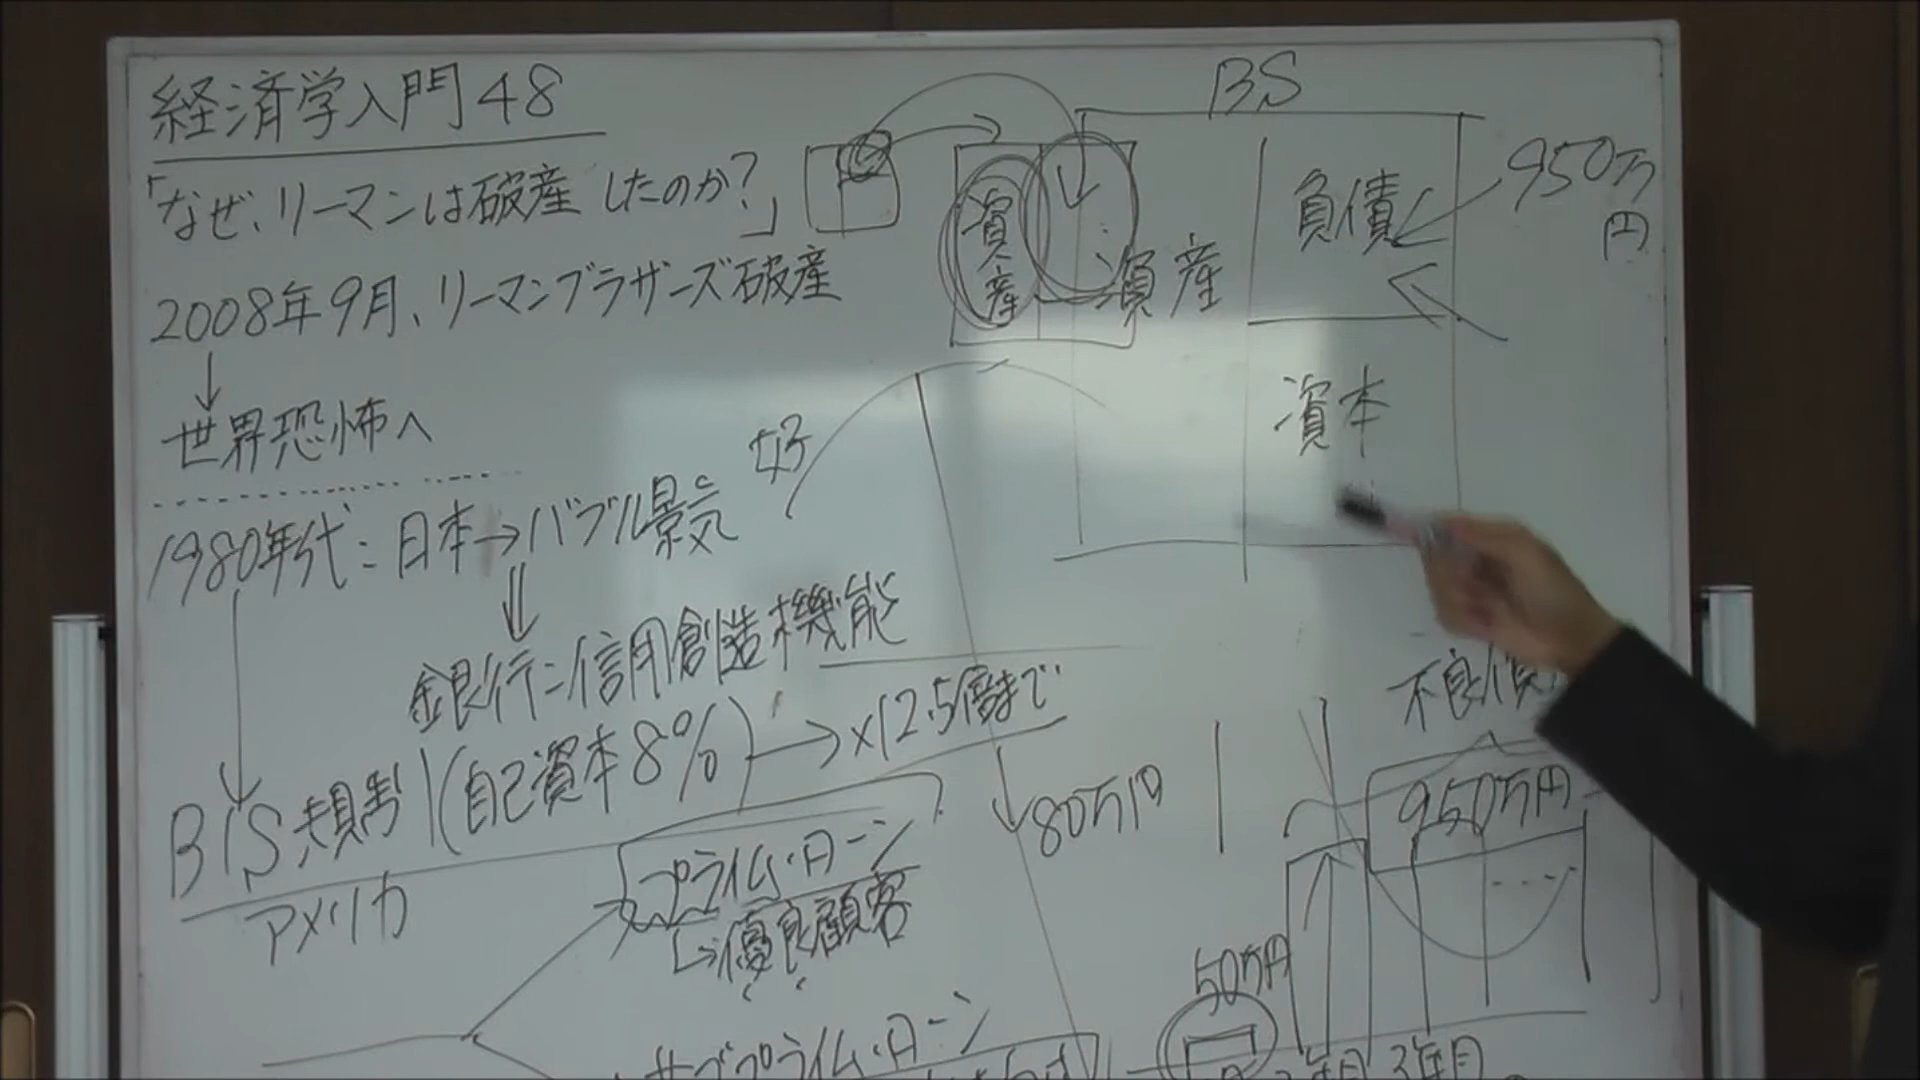 経済学入門48
「なぜ、リーマンは破産したのか?」
2008年9月、リーマンブラザーズ破産
↓
世界恐怖へ
1980年代:日本→バブル景気
⇓
銀行:信用創造機能
BIS規制(自己資本8%)→×12.5倍まで
アメリカ
プライム・ローン
↳優良顧客
サブプライム・ローン
好
BS
資産
資産
負債
資本
950万
円
80万円
不良債
950万円
50万円
3年目